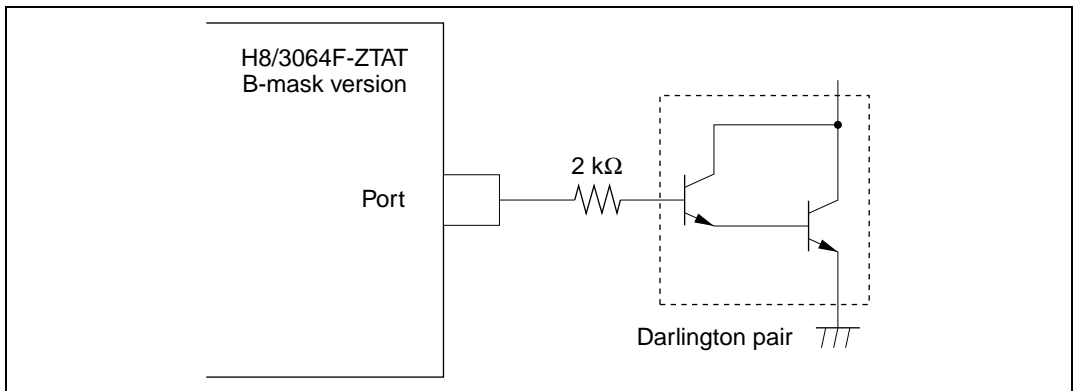 H8/3064F-ZTAT
B-mask version
Port
2 kΩ
Darlington pair